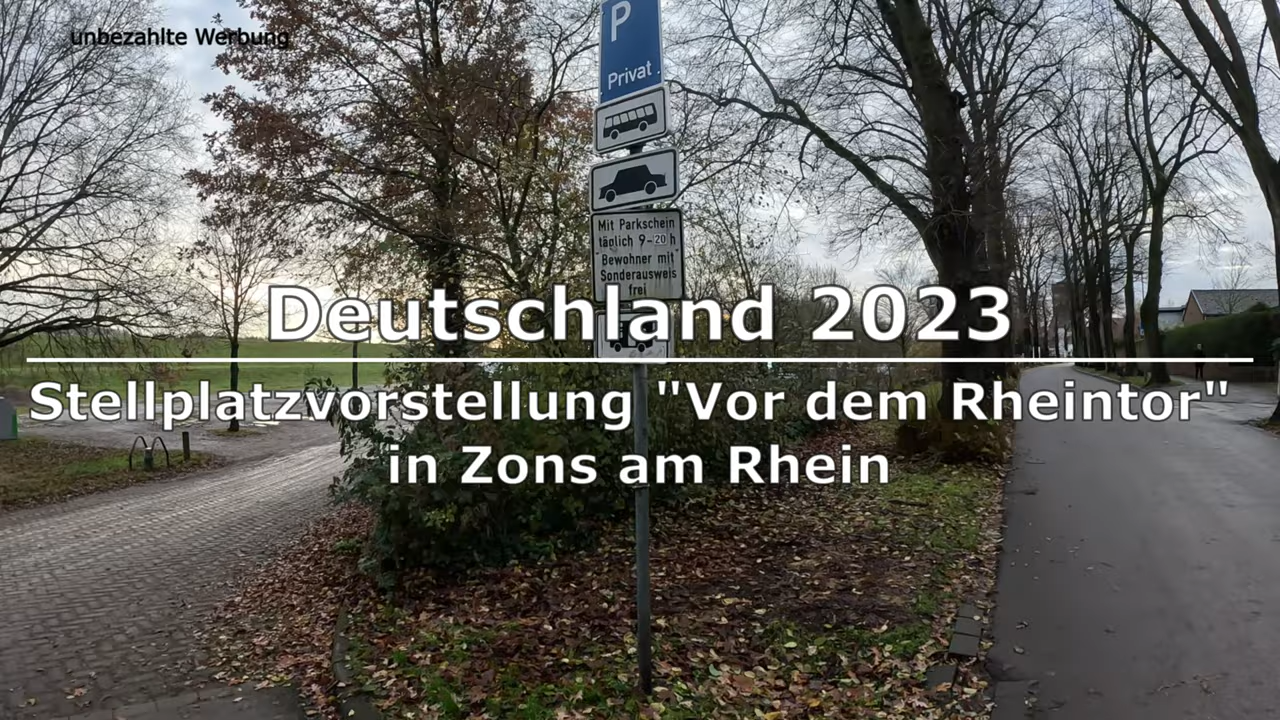 unbezahlte Werbung
P
Privat
Mit Parkschein
täglich 9-20 h
Bewohner mit
Sonderausweis
frei
Deutschland 2023
Stellplatzvorstellung "Vor dem Rheintor"
in Zons am Rhein